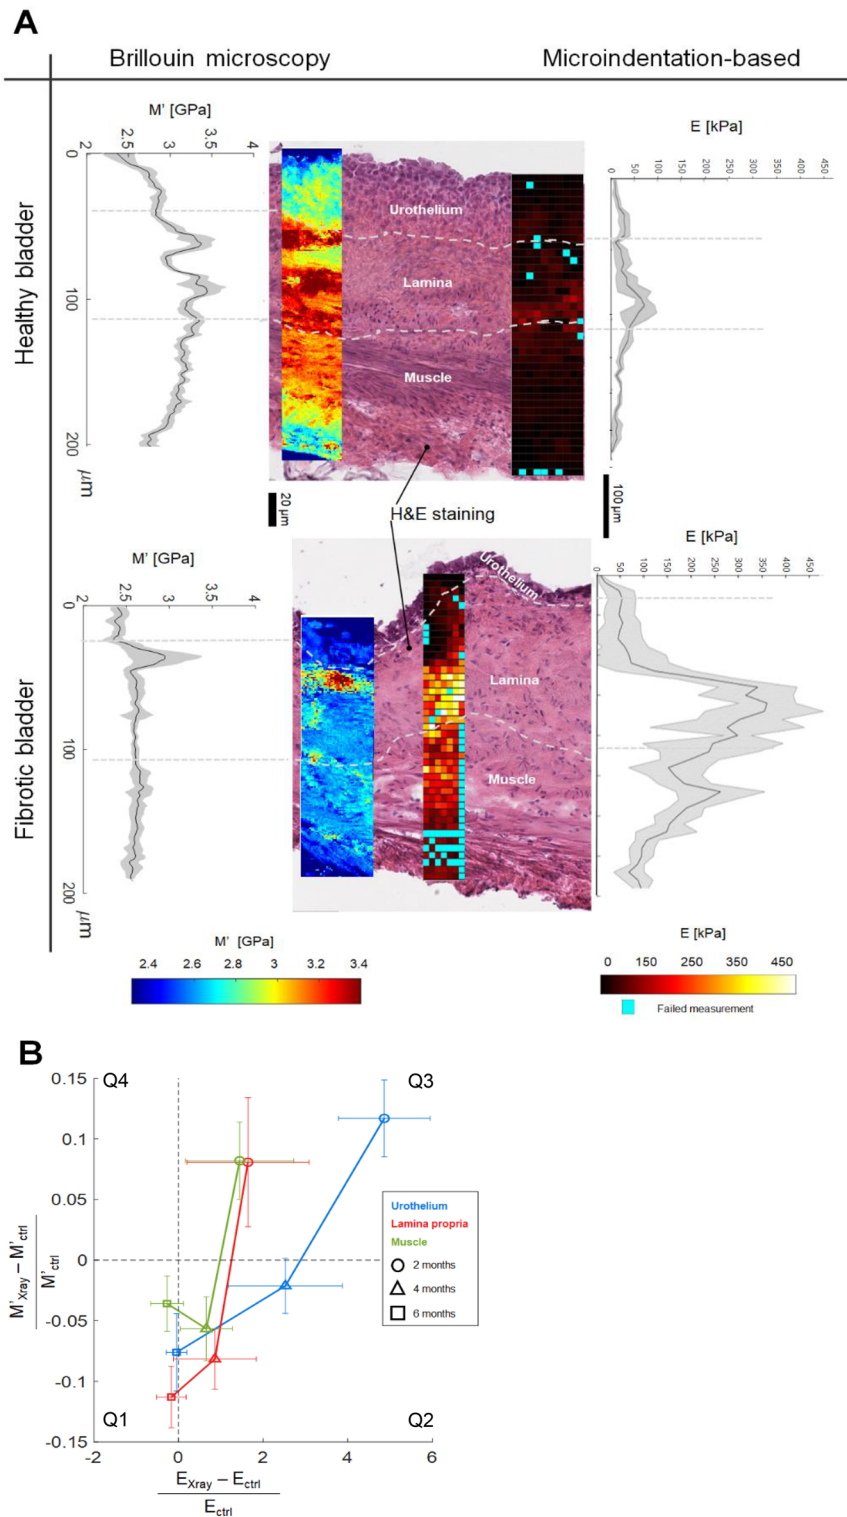 A
Brillouin microscopy
Microindentation-based
Healthy bladder
M' [GPa]
2 2.5 3 3.5 4
0
100
200
μm
Urothelium
Lamina
Muscle
20 μm
E [kPa]
0 50 100 150 200 250 300 350 400 450
100 μm
H&E staining
Fibrotic bladder
M' [GPa]
2 2.5 3 3.5 4
0
100
200
μm
Urothelium
Lamina
Muscle
E [kPa]
0 50 100 150 200 250 300 350 400 450
M' [GPa]
2.4 2.6 2.8 3 3.2 3.4
E [kPa]
0 150 250 350 450
Failed measurement
B
Q4
Q3
0.15
0.1
0.05
0
-0.05
-0.1
-0.15
M'Xray – M'ctrl
M'ctrl
Urothelium
Lamina propria
Muscle
2 months
4 months
6 months
Q1
Q2
-2 0 2 4 6
EXray – Ectrl
Ectrl